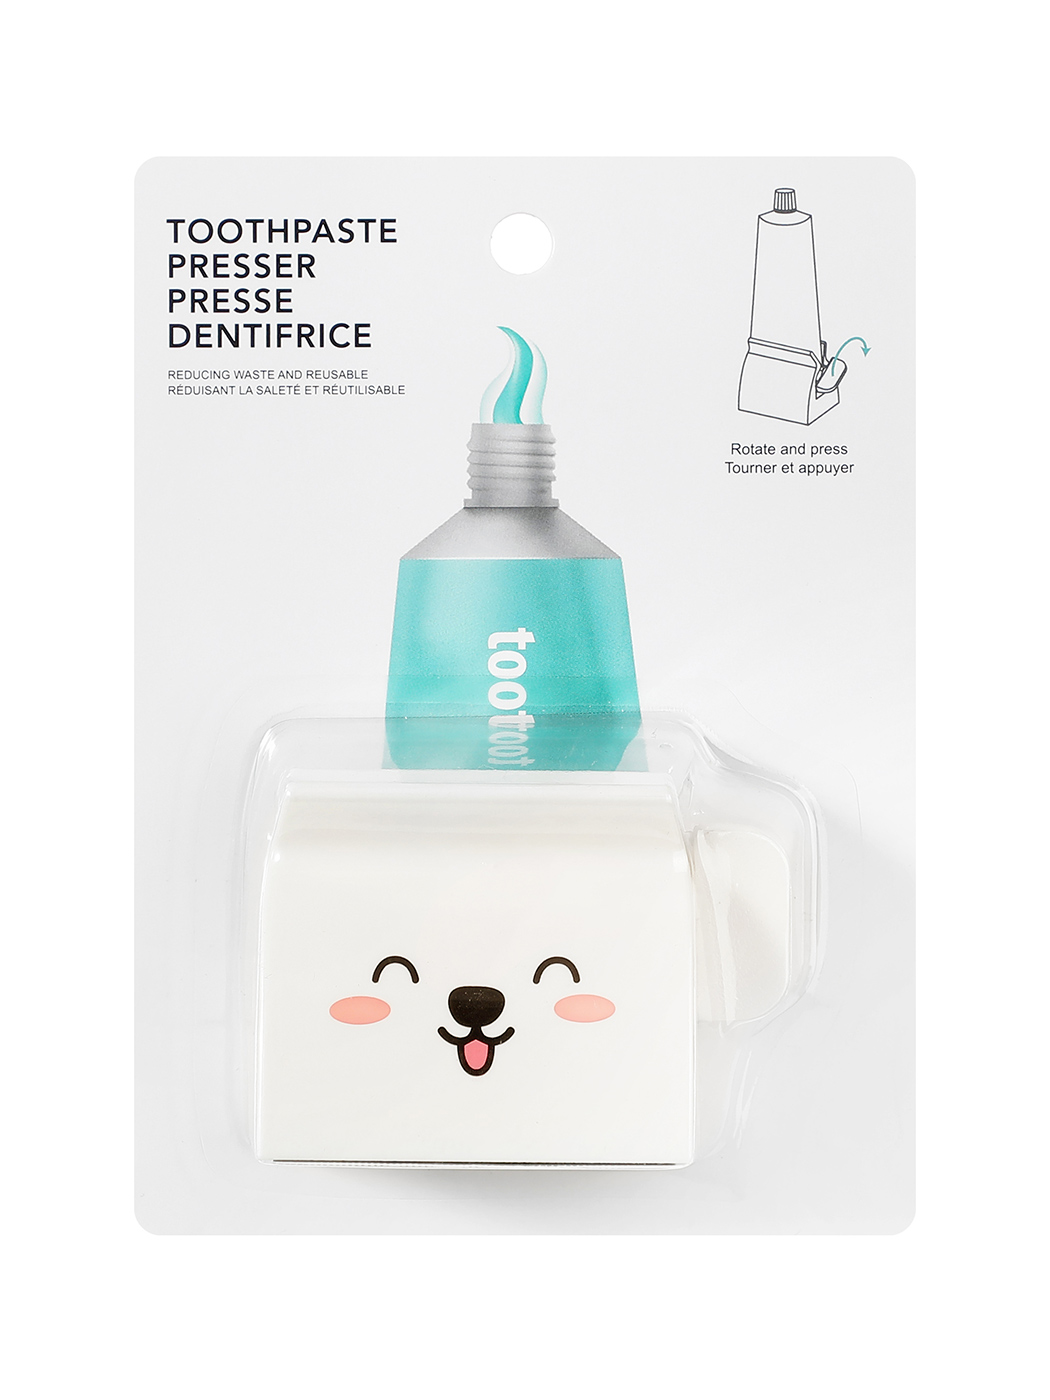 TOOTHPASTE
PRESSER
PRESSE
DENTIFRICE
REDUCING WASTE AND REUSABLE
RÉDUISANT LA SALETÉ ET RÉUTILISABLE
Rotate and press
Tourner et appuyer
too